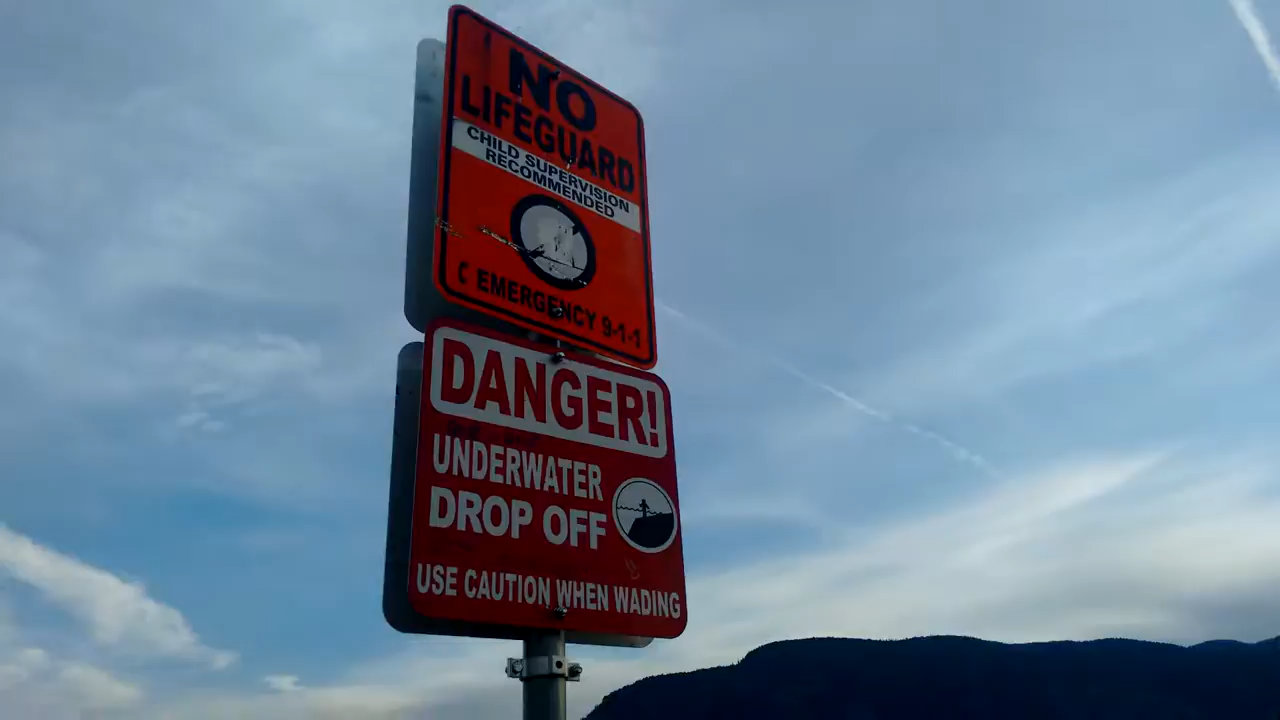 NO
LIFEGUARD
CHILD SUPERVISION
RECOMMENDED
EMERGENCY 9-1-1
DANGER!
UNDERWATER
DROP OFF
USE CAUTION WHEN WADING